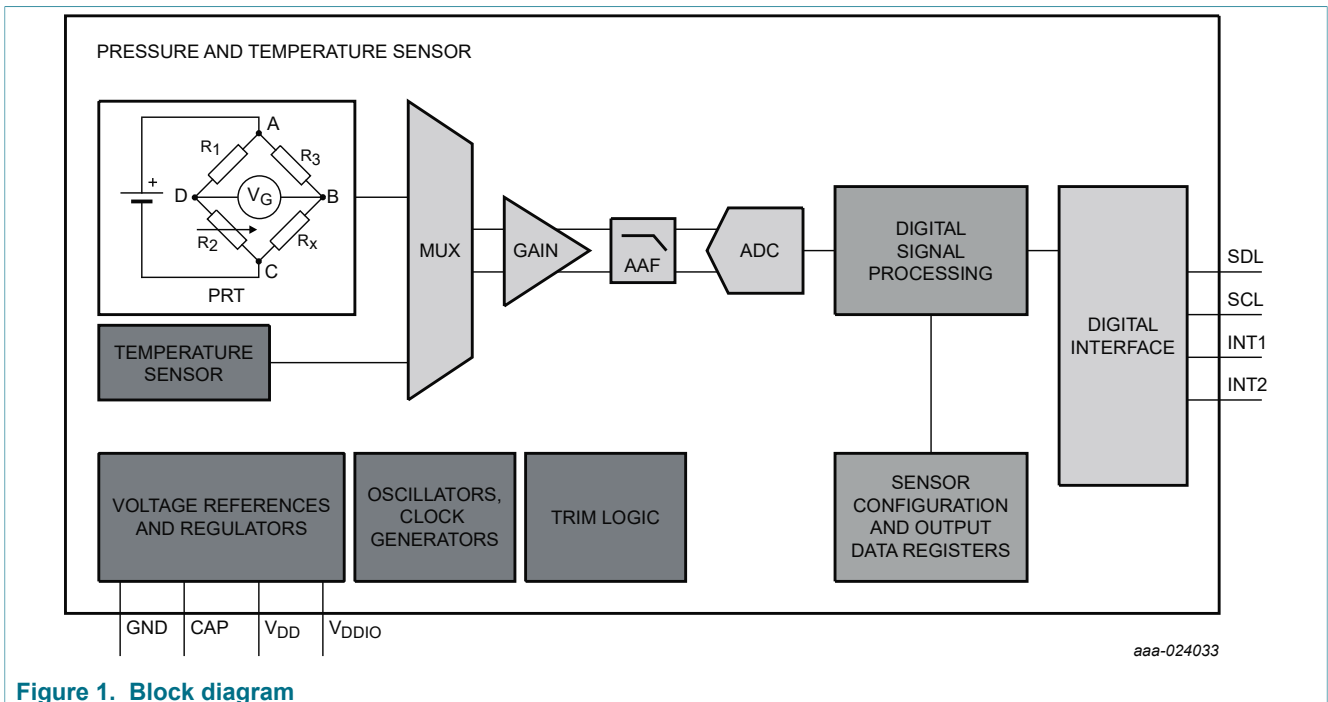 PRESSURE AND TEMPERATURE SENSOR
A
R1
R3
+
D
VG
B
R2
Rx
C
PRT
MUX
GAIN
AAF
ADC
DIGITAL
SIGNAL
PROCESSING
DIGITAL
INTERFACE
SDL
SCL
INT1
INT2
TEMPERATURE
SENSOR
VOLTAGE REFERENCES
AND REGULATORS
OSCILLATORS,
CLOCK
GENERATORS
TRIM LOGIC
SENSOR
CONFIGURATION
AND OUTPUT
DATA REGISTERS
GND
CAP
VDD
VDDIO
aaa-024033
Figure 1. Block diagram